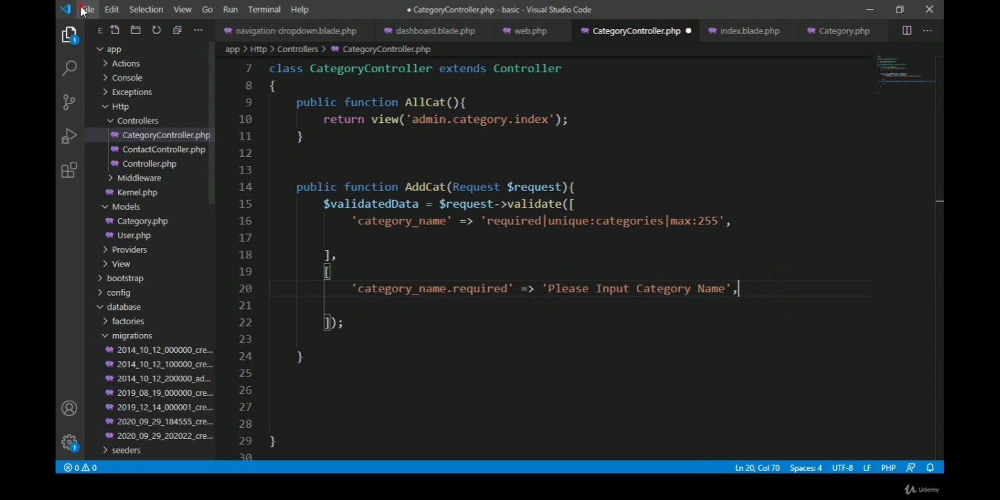 File Edit Selection View Go Run Terminal Help ● CategoryController.php - basic - Visual Studio Code
E navigation-dropdown.blade.php dashboard.blade.php web.php CategoryController.php ● index.blade.php Category.php
app > Http > Controllers > CategoryController.php
app
Actions
Console
Exceptions
Http
Controllers
CategoryController.php
ContactController.php
Controller.php
Middleware
Kernel.php
Models
Category.php
User.php
Providers
View
bootstrap
config
database
factories
migrations
2014_10_12_000000_cre...
2014_10_12_100000_cre...
2014_10_12_200000_ad...
2019_08_19_000000_cre...
2019_12_14_000001_cre...
2020_09_29_184555_cre...
2020_09_29_202022_cre...
seeders
1
1
7 class CategoryController extends Controller
8 {
9 public function AllCat(){
10 return view('admin.category.index');
11 }
12
13
14 public function AddCat(Request $request){
15 $validatedData = $request->validate([
16 'category_name' => 'required|unique:categories|max:255',
17
18 ],
19 [
20 'category_name.required' => 'Please Input Category Name',
21
22 ]);
23
24 }
25
26
27
28
29 }
30
0 0 Ln 20, Col 70 Spaces: 4 UTF-8 LF PHP
Udemy